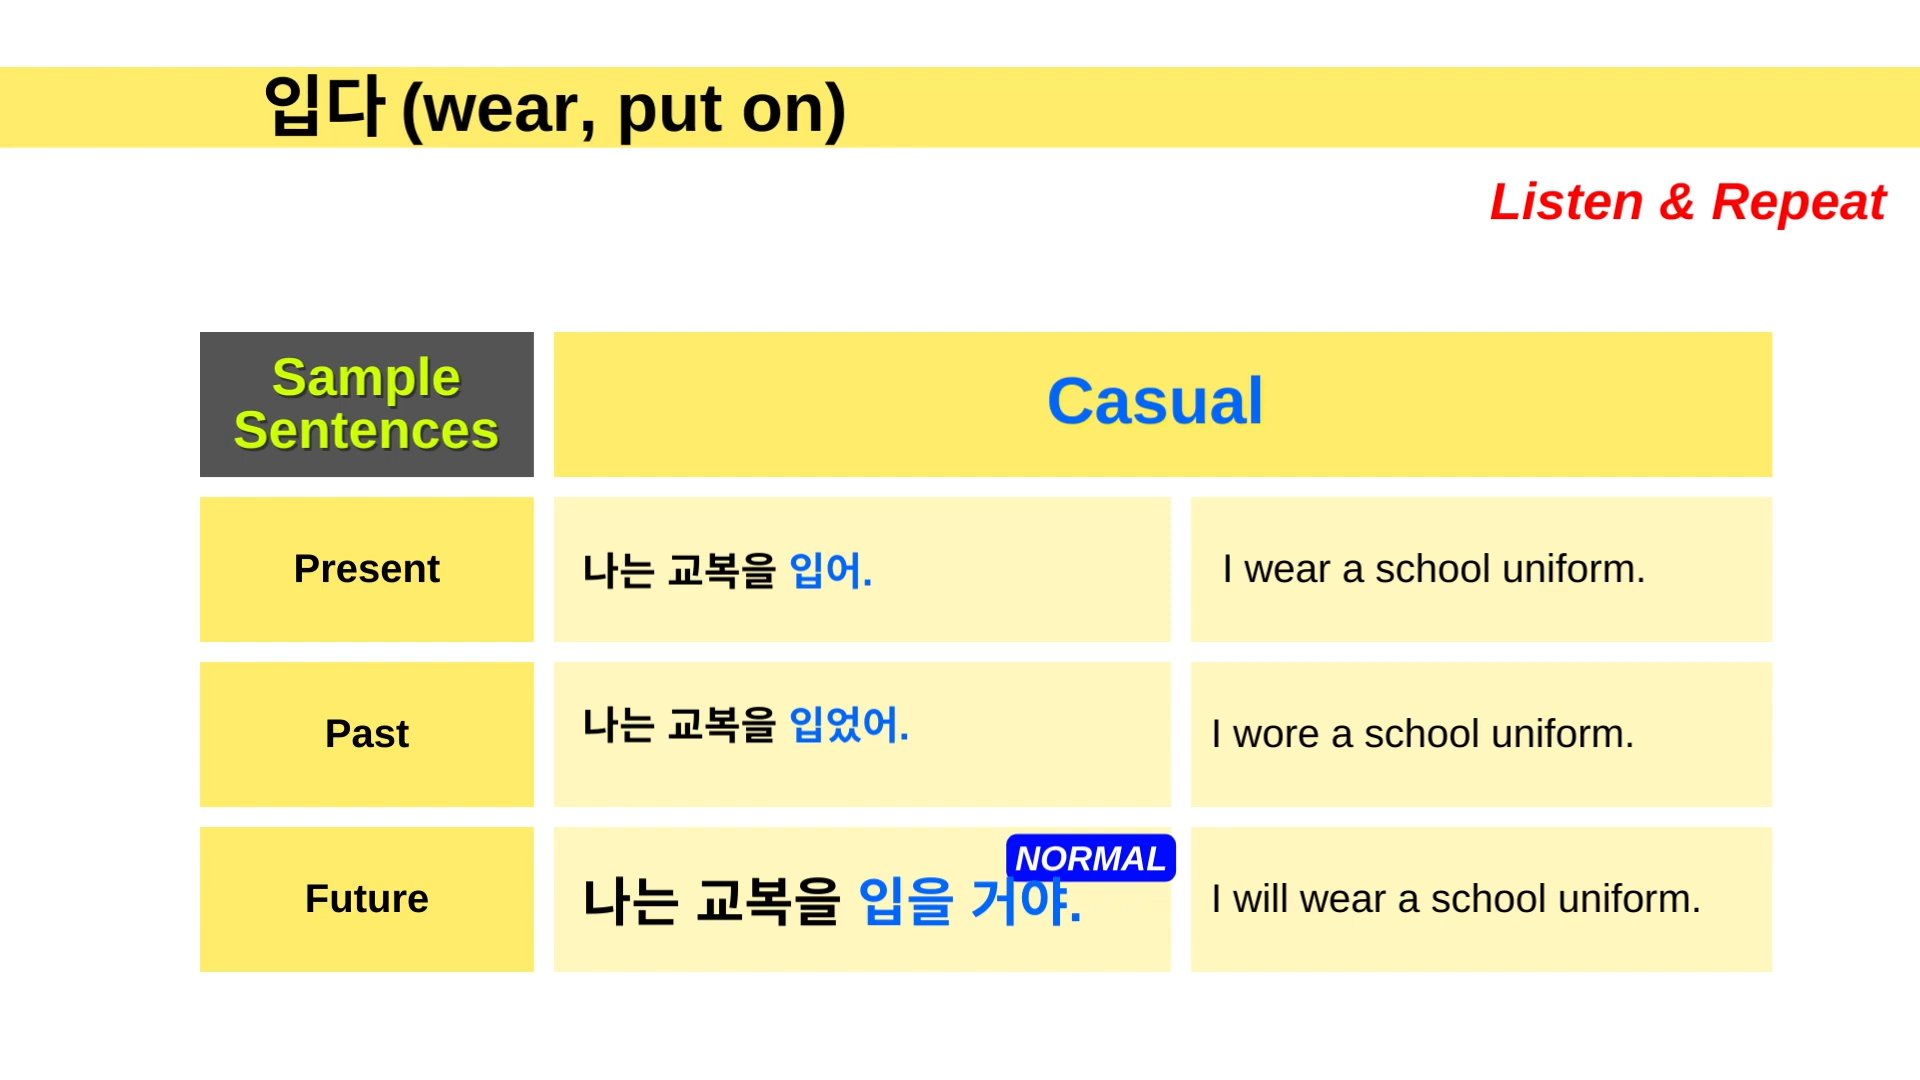 입다 (wear, put on)
Listen & Repeat
Sample
Sentences
Casual
Present
나는 교복을 입어.
I wear a school uniform.
Past
나는 교복을 입었어.
I wore a school uniform.
Future
NORMAL
나는 교복을 입을 거야.
I will wear a school uniform.